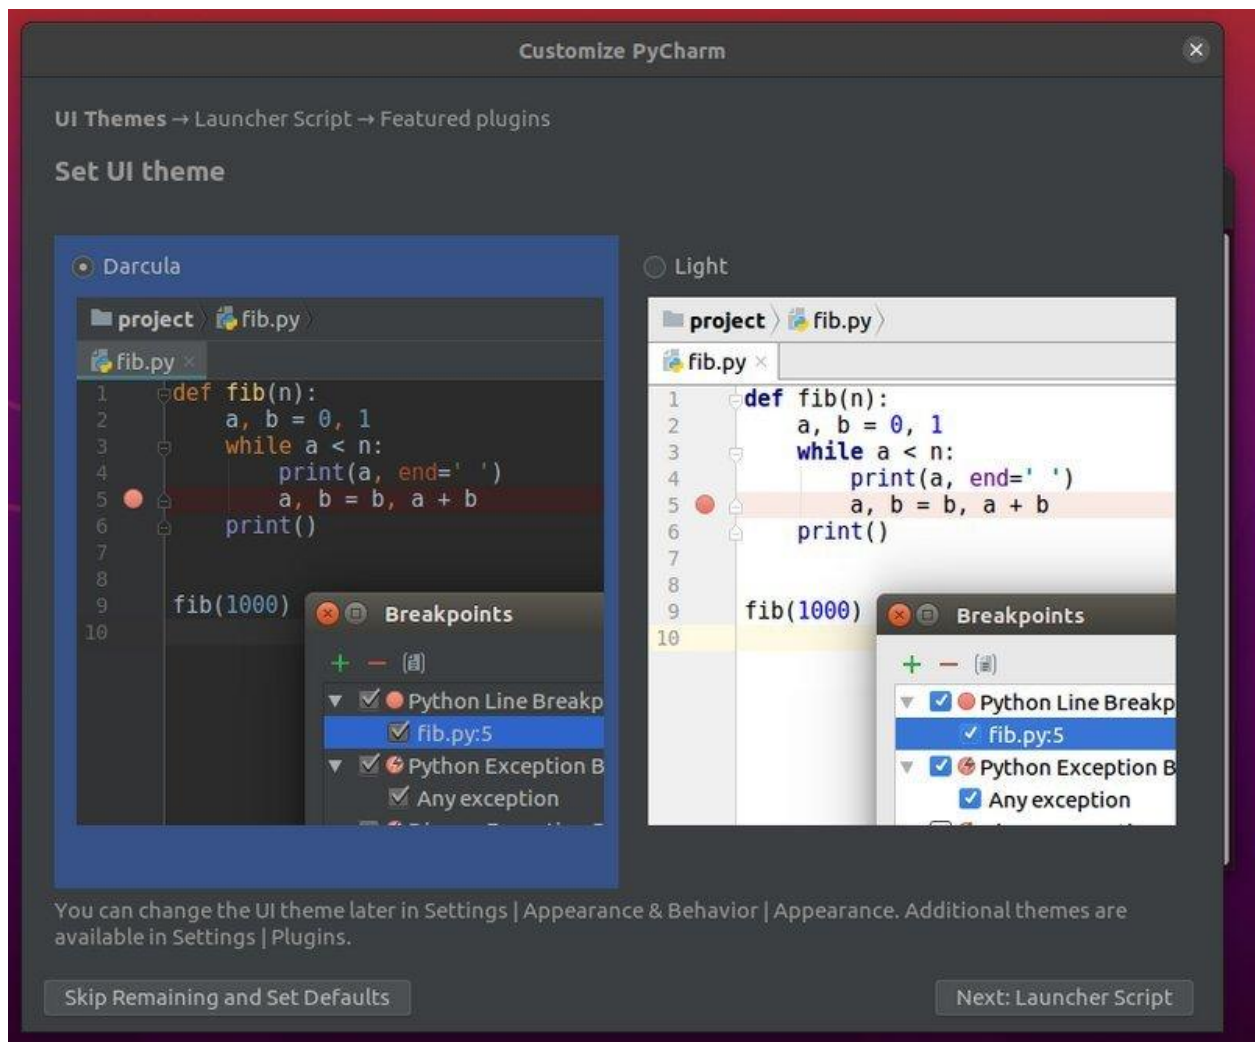 Customize PyCharm
UI Themes → Launcher Script → Featured plugins
Set UI theme
Darcula
project fib.py
fib.py ×
1 def fib(n):
2 a, b = 0, 1
3 while a < n:
4 print(a, end=' ')
5 a, b = b, a + b
6 print()
7
8
9 fib(1000)
10
Breakpoints
Python Line Breakp
fib.py:5
Python Exception B
Any exception
Light
project fib.py
fib.py ×
1 def fib(n):
2 a, b = 0, 1
3 while a < n:
4 print(a, end=' ')
5 a, b = b, a + b
6 print()
7
8
9 fib(1000)
10
Breakpoints
Python Line Breakp
fib.py:5
Python Exception B
Any exception
You can change the UI theme later in Settings | Appearance & Behavior | Appearance. Additional themes are
available in Settings | Plugins.
Skip Remaining and Set Defaults
Next: Launcher Script